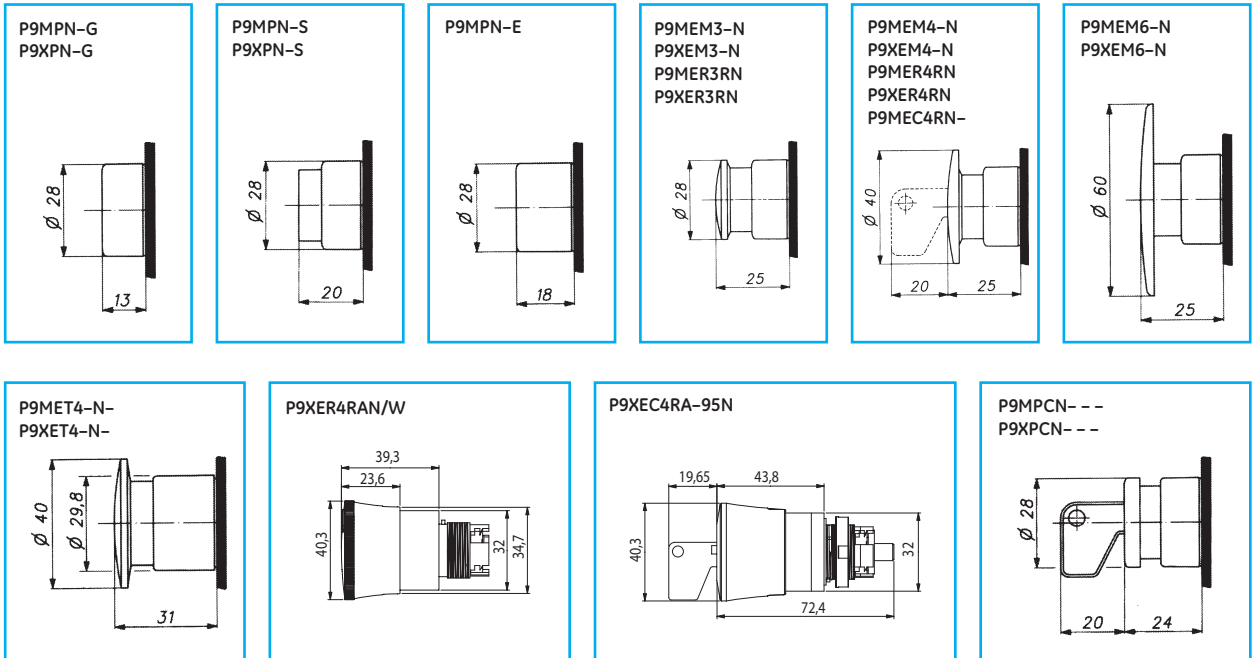 P9MPN–G
P9XPN–G
Ø 28
13
P9MPN–S
P9XPN–S
Ø 28
20
P9MPN–E
Ø 28
18
P9MEM3–N
P9XEM3–N
P9MER3RN
P9XER3RN
Ø 28
25
P9MEM4–N
P9XEM4–N
P9MER4RN
P9XER4RN
P9MEC4RN–
Ø 40
20
25
P9MEM6–N
P9XEM6–N
Ø 60
25
P9MET4–N–
P9XET4–N–
Ø 40
Ø 29,8
31
P9XER4RAN/W
39,3
23,6
40,3
32
34,7
P9XEC4RA–95N
19,65
43,8
40,3
32
72,4
P9MPCN– – –
P9XPCN– – –
Ø 28
20
24